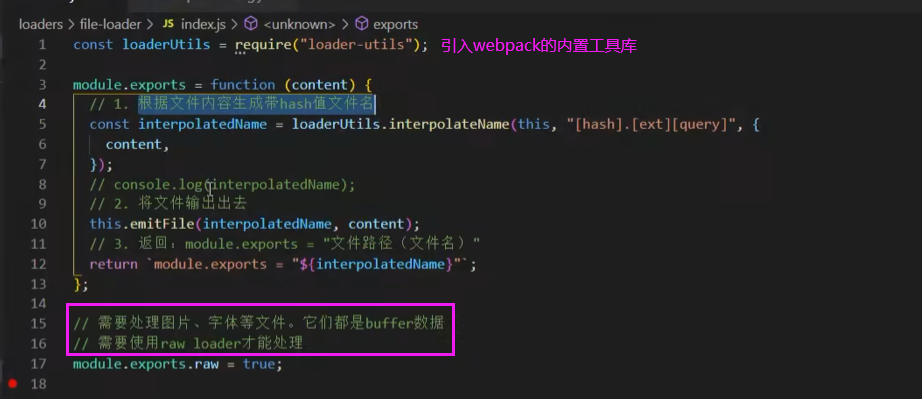 loaders > file-loader > JS index.js > <unknown> > exports
1 const loaderUtils = require("loader-utils"); 引入webpack的内置工具库
2
3 module.exports = function (content) {
4 // 1. 根据文件内容生成带hash值文件名
5 const interpolatedName = loaderUtils.interpolateName(this, "[hash].[ext][query]", {
6 content,
7 });
8 // console.log(interpolatedName);
9 // 2. 将文件输出出去
10 this.emitFile(interpolatedName, content);
11 // 3. 返回：module.exports = "文件路径（文件名）"
12 return `module.exports = "${interpolatedName}"`;
13 };
14
15 // 需要处理图片、字体等文件。它们都是buffer数据
16 // 需要使用raw loader才能处理
17 module.exports.raw = true;
18